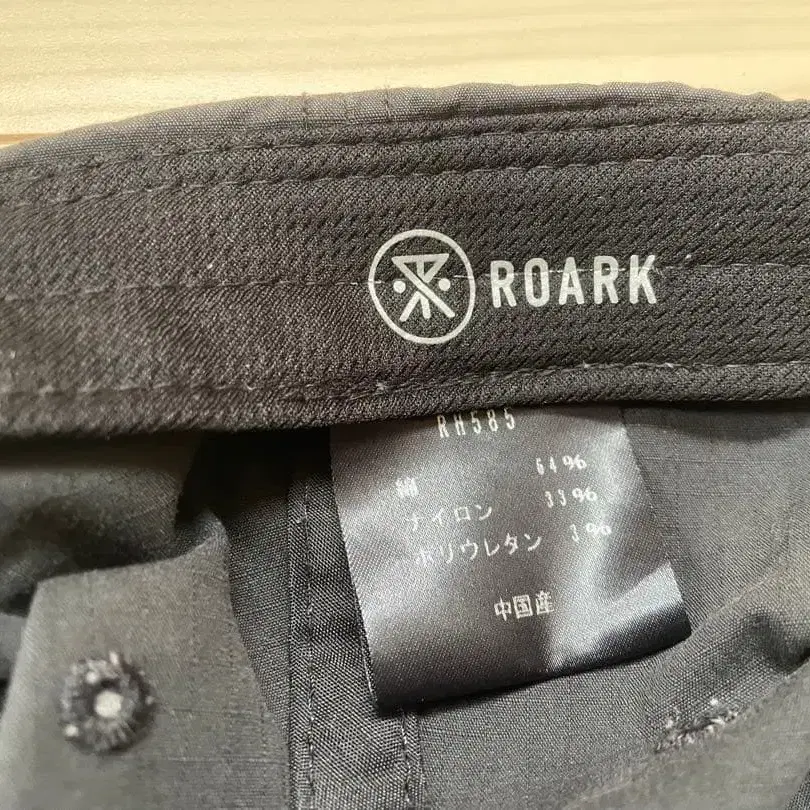 ROARK
RH585
綿 64%
ナイロン 33%
ポリウレタン 3%
中国産